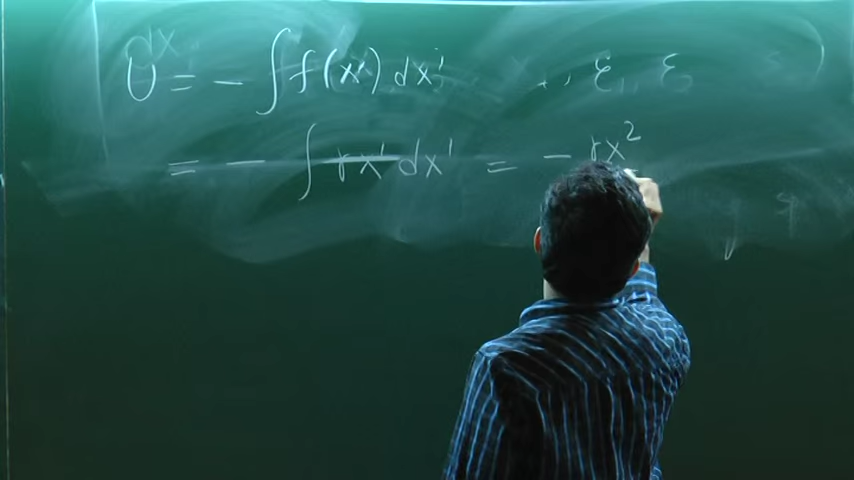 U = - ∫ f(x') dx'
= - ∫ rx' dx' = - rx²